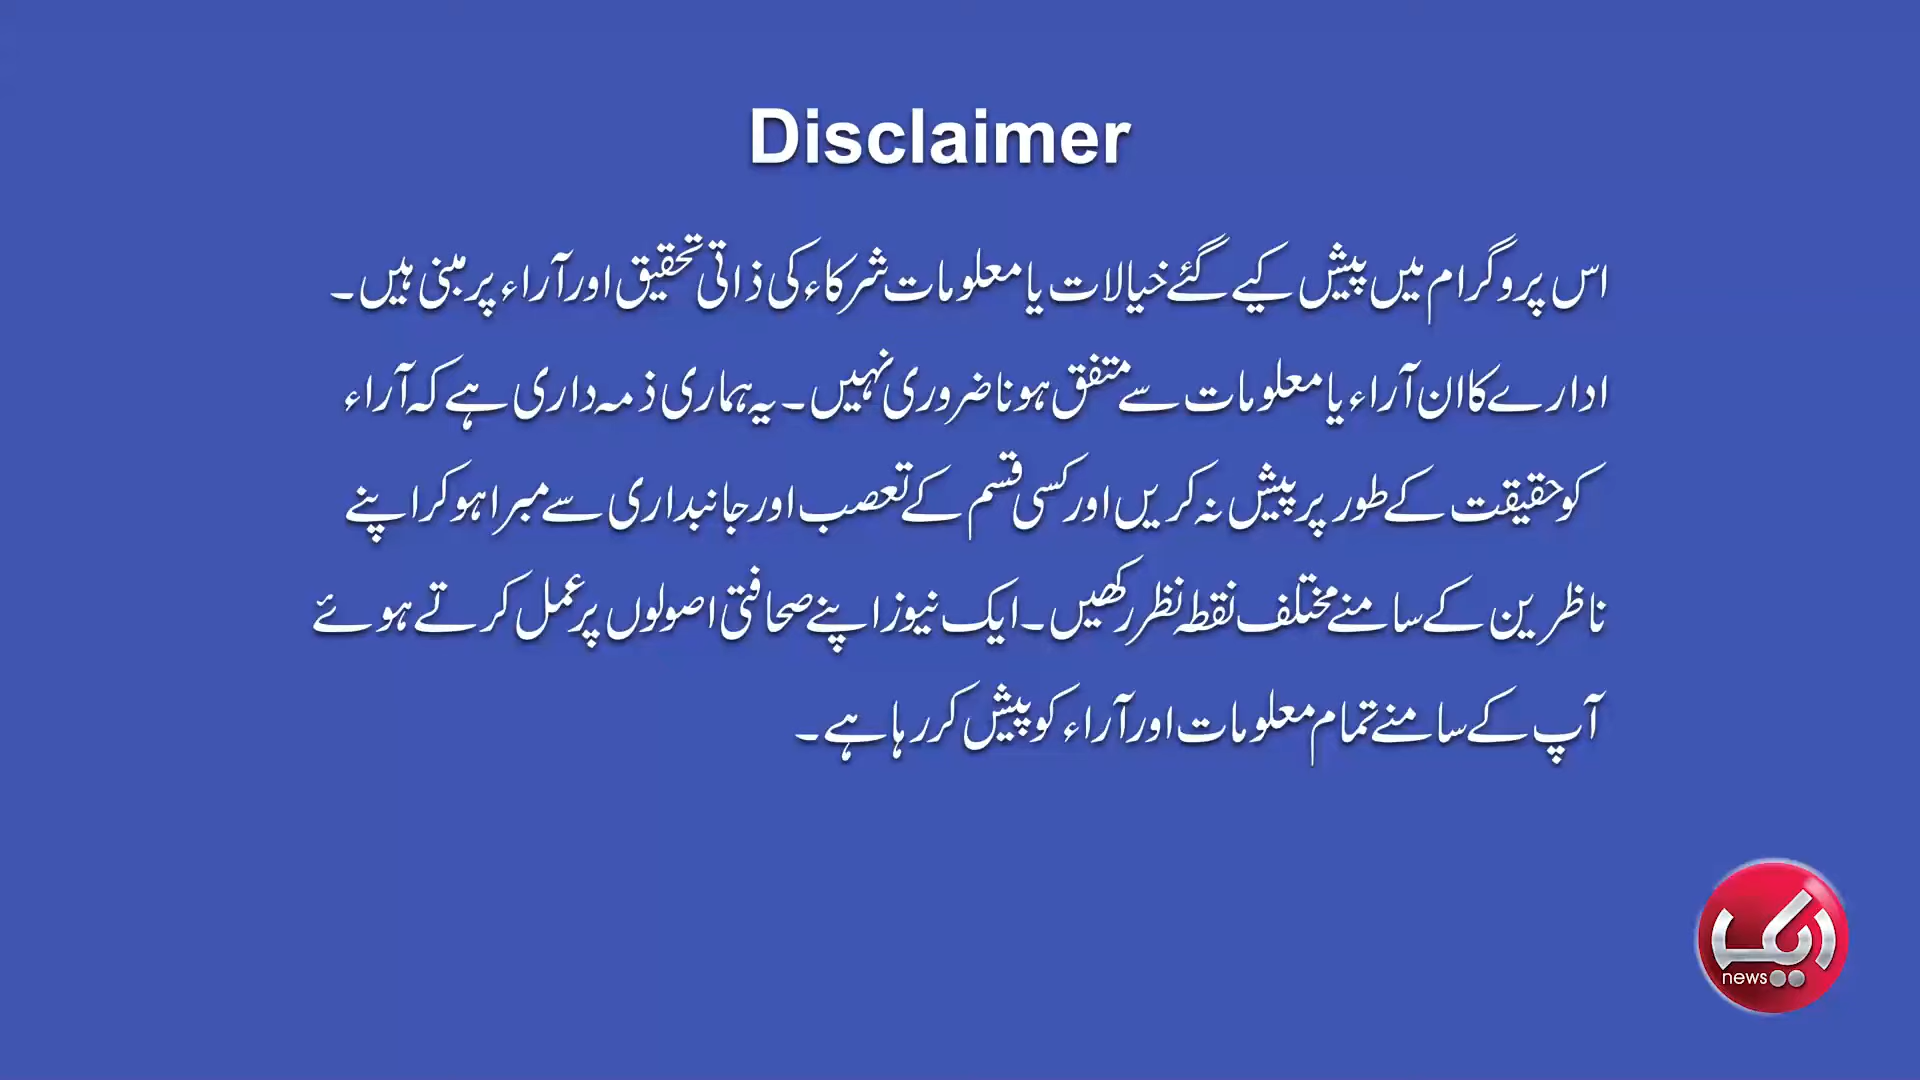 Disclaimer
اس پروگرام میں پیش کیے گئے خیالات یا معلومات شرکاء کی ذاتی تحقیق اور آراء پر مبنی ہیں۔
ادارے کا ان آراء یا معلومات سے متفق ہونا ضروری نہیں۔ یہ ہماری ذمہ داری ہے کہ آراء
کو حقیقت کے طور پر پیش نہ کریں اور کسی قسم کے تعصب اور جانبداری سے مبرا ہو کر اپنے
ناظرین کے سامنے مختلف نقطہ نظر رکھیں۔ ایک نیوز اپنے صحافتی اصولوں پر عمل کرتے ہوئے
آپ کے سامنے تمام معلومات اور آراء کو پیش کر رہا ہے۔
ایک
news